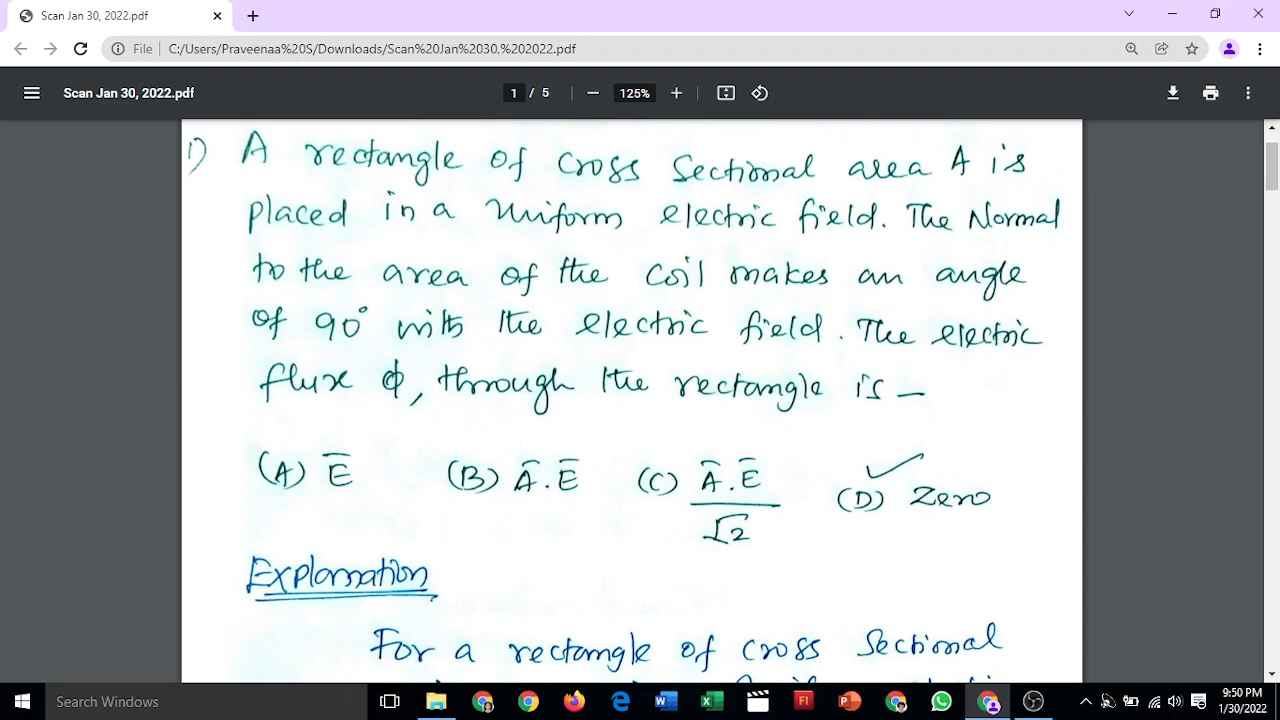 Scan Jan 30, 2022.pdf
File C:/Users/Praveenaa%20S/Downloads/Scan%20Jan%2030,%202022.pdf
Scan Jan 30, 2022.pdf 1 / 5 125%
1) A rectangle of cross Sectional area A is
placed in a Uniform electric field. The Normal
to the area of the coil makes an angle
of 90° with the electric field. The electric
flux ϕ, through the rectangle is –
(A) E̅ (B) A̅.E̅ (C) A̅.E̅/√2 (D) Zero
Explanation
For a rectangle of cross Sectional
Search Windows
9:50 PM
1/30/2022